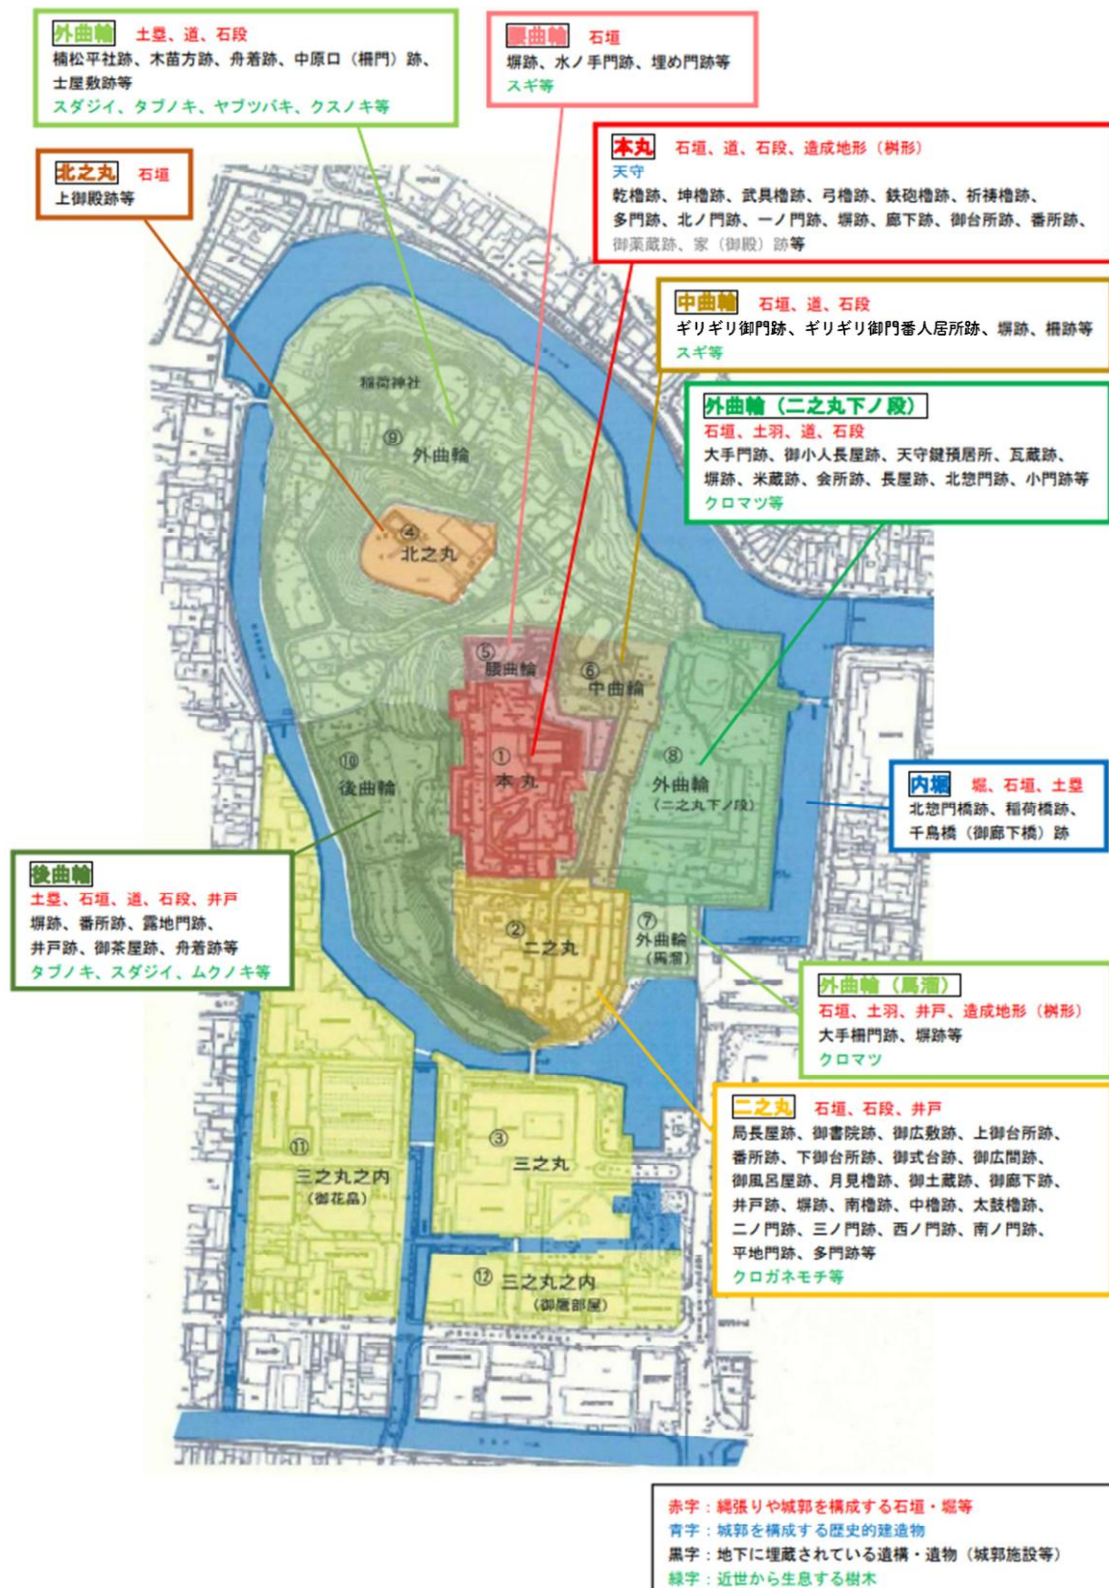 外曲輪 土塁、道、石段
楠松平社跡、木苗方跡、舟着跡、中原口（柵門）跡、
士屋敷跡等
スダジイ、タブノキ、ヤブツバキ、クスノキ等
腰曲輪 石垣
塀跡、水ノ手門跡、埋め門跡等
スギ等
北之丸 石垣
上御殿跡等
本丸 石垣、道、石段、造成地形（桝形）
天守
乾櫓跡、坤櫓跡、武具櫓跡、弓櫓跡、鉄砲櫓跡、祈祷櫓跡、
多門跡、北ノ門跡、一ノ門跡、塀跡、廊下跡、御台所跡、番所跡、
御薬蔵跡、家（御殿）跡等
中曲輪 石垣、道、石段
ギリギリ御門跡、ギリギリ御門番人居所跡、塀跡、柵跡等
スギ等
外曲輪（二之丸下ノ段）
石垣、土羽、道、石段
大手門跡、御小人長屋跡、天守鍵預居所、瓦蔵跡、
塀跡、米蔵跡、会所跡、長屋跡、北惣門跡、小門跡等
クロマツ等
稲荷神社
⑨
外曲輪
④
北之丸
⑤
腰曲輪
⑥
中曲輪
①
本丸
⑧
外曲輪
（二之丸下ノ段）
⑩
後曲輪
内堀 堀、石垣、土塁
北惣門橋跡、稲荷橋跡、
千鳥橋（御廊下橋）跡
後曲輪
土塁、石垣、道、石段、井戸
塀跡、番所跡、露地門跡、
井戸跡、御茶屋跡、舟着跡等
タブノキ、スダジイ、ムクノキ等
②
二之丸
⑦
外曲輪
（馬溜）
外曲輪（馬溜）
石垣、土羽、井戸、造成地形（桝形）
大手柵門跡、塀跡等
クロマツ
二之丸 石垣、石段、井戸
局長屋跡、御書院跡、御広敷跡、上御台所跡、
番所跡、下御台所跡、御式台跡、御広間跡、
御風呂屋跡、月見櫓跡、御土蔵跡、御廊下跡、
井戸跡、塀跡、南櫓跡、中櫓跡、太鼓櫓跡、
二ノ門跡、三ノ門跡、西ノ門跡、南ノ門跡、
平地門跡、多門跡等
クロガネモチ等
③
三之丸
⑪
三之丸之内
（御花畠）
⑫ 三之丸之内
（御鷹部屋）
赤字：縄張りや城郭を構成する石垣・堀等
青字：城郭を構成する歴史的建造物
黒字：地下に埋蔵されている遺構・遺物（城郭施設等）
緑字：近世から生息する樹木